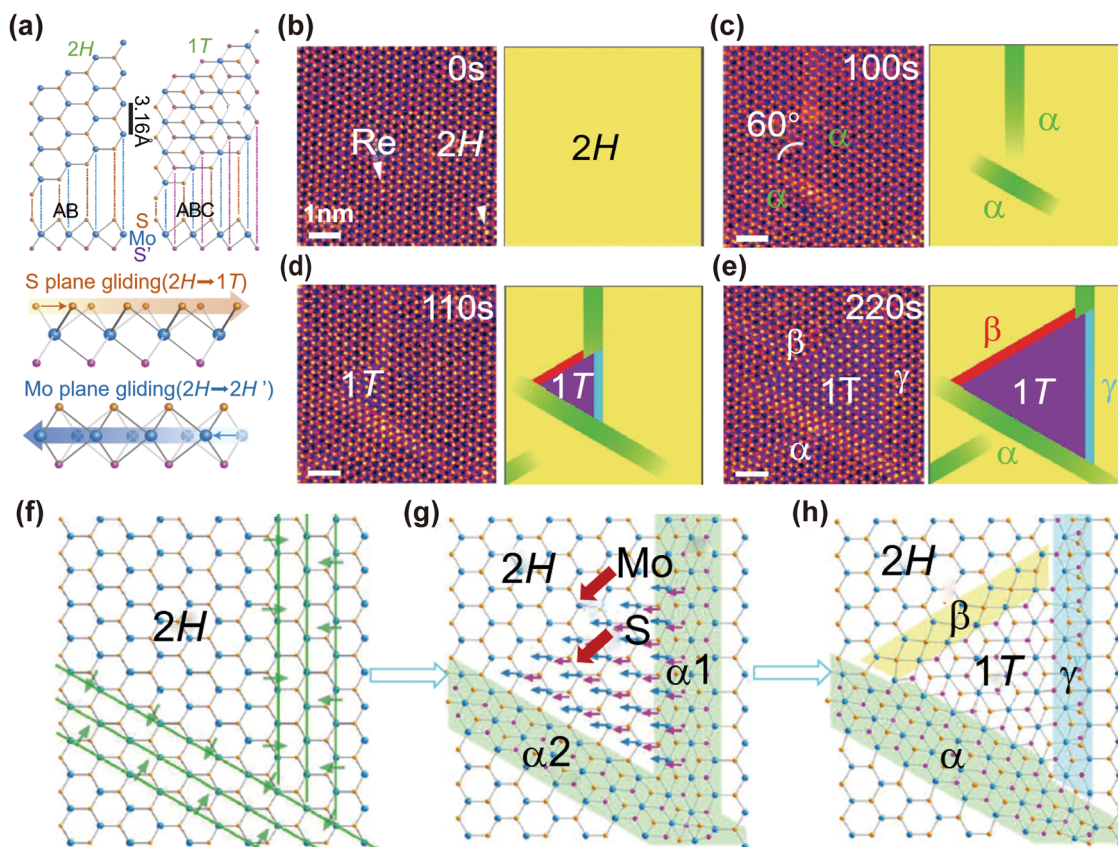 (a)
2H
1T
3.16Å
AB
ABC
S
Mo
S'
S plane gliding(2H→1T)
Mo plane gliding(2H→2H')
(b)
0s
Re
2H
1nm
2H
(c)
100s
60°
α
α
α
α
(d)
110s
1T
1T
(e)
220s
β
1T
γ
α
β
1T
γ
α
(f)
2H
(g)
2H
Mo
S
α1
α2
(h)
2H
β
1T
γ
α